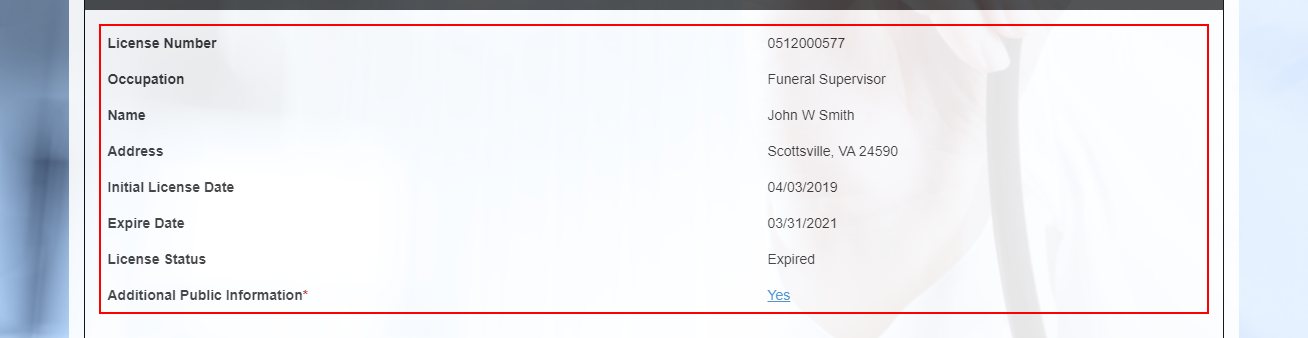 License Number 0512000577
Occupation Funeral Supervisor
Name John W Smith
Address Scottsville, VA 24590
Initial License Date 04/03/2019
Expire Date 03/31/2021
License Status Expired
Additional Public Information* Yes